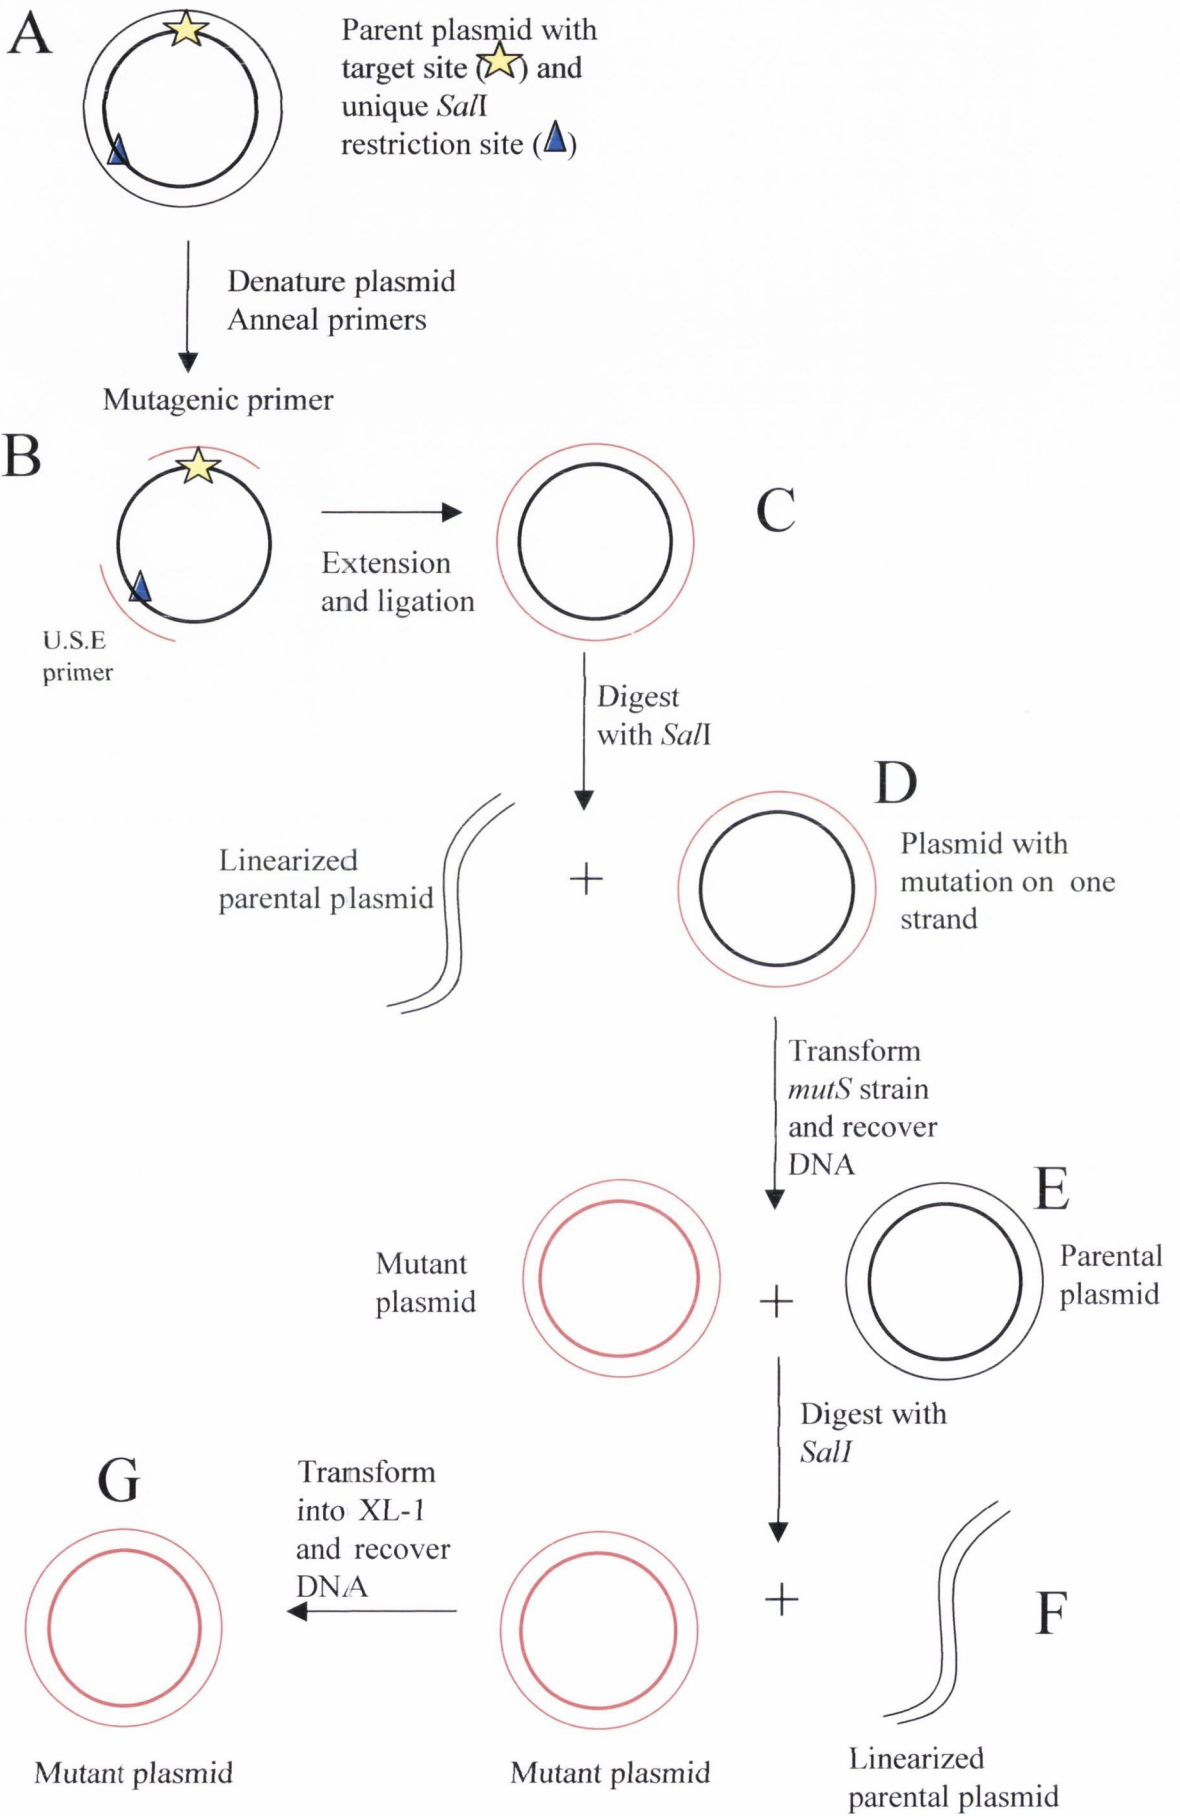 A
Parent plasmid with
target site ( ) and
unique SalI
restriction site ( )
Denature plasmid
Anneal primers
Mutagenic primer
B
U.S.E
primer
Extension
and ligation
C
Digest
with SalI
Linearized
parental plasmid
+
D
Plasmid with
mutation on one
strand
Transform
mutS strain
and recover
DNA
Mutant
plasmid
+
E
Parental
plasmid
Digest with
SalI
G
Transform
into XL-1
and recover
DNA
+
F
Mutant plasmid
Mutant plasmid
Linearized
parental plasmid